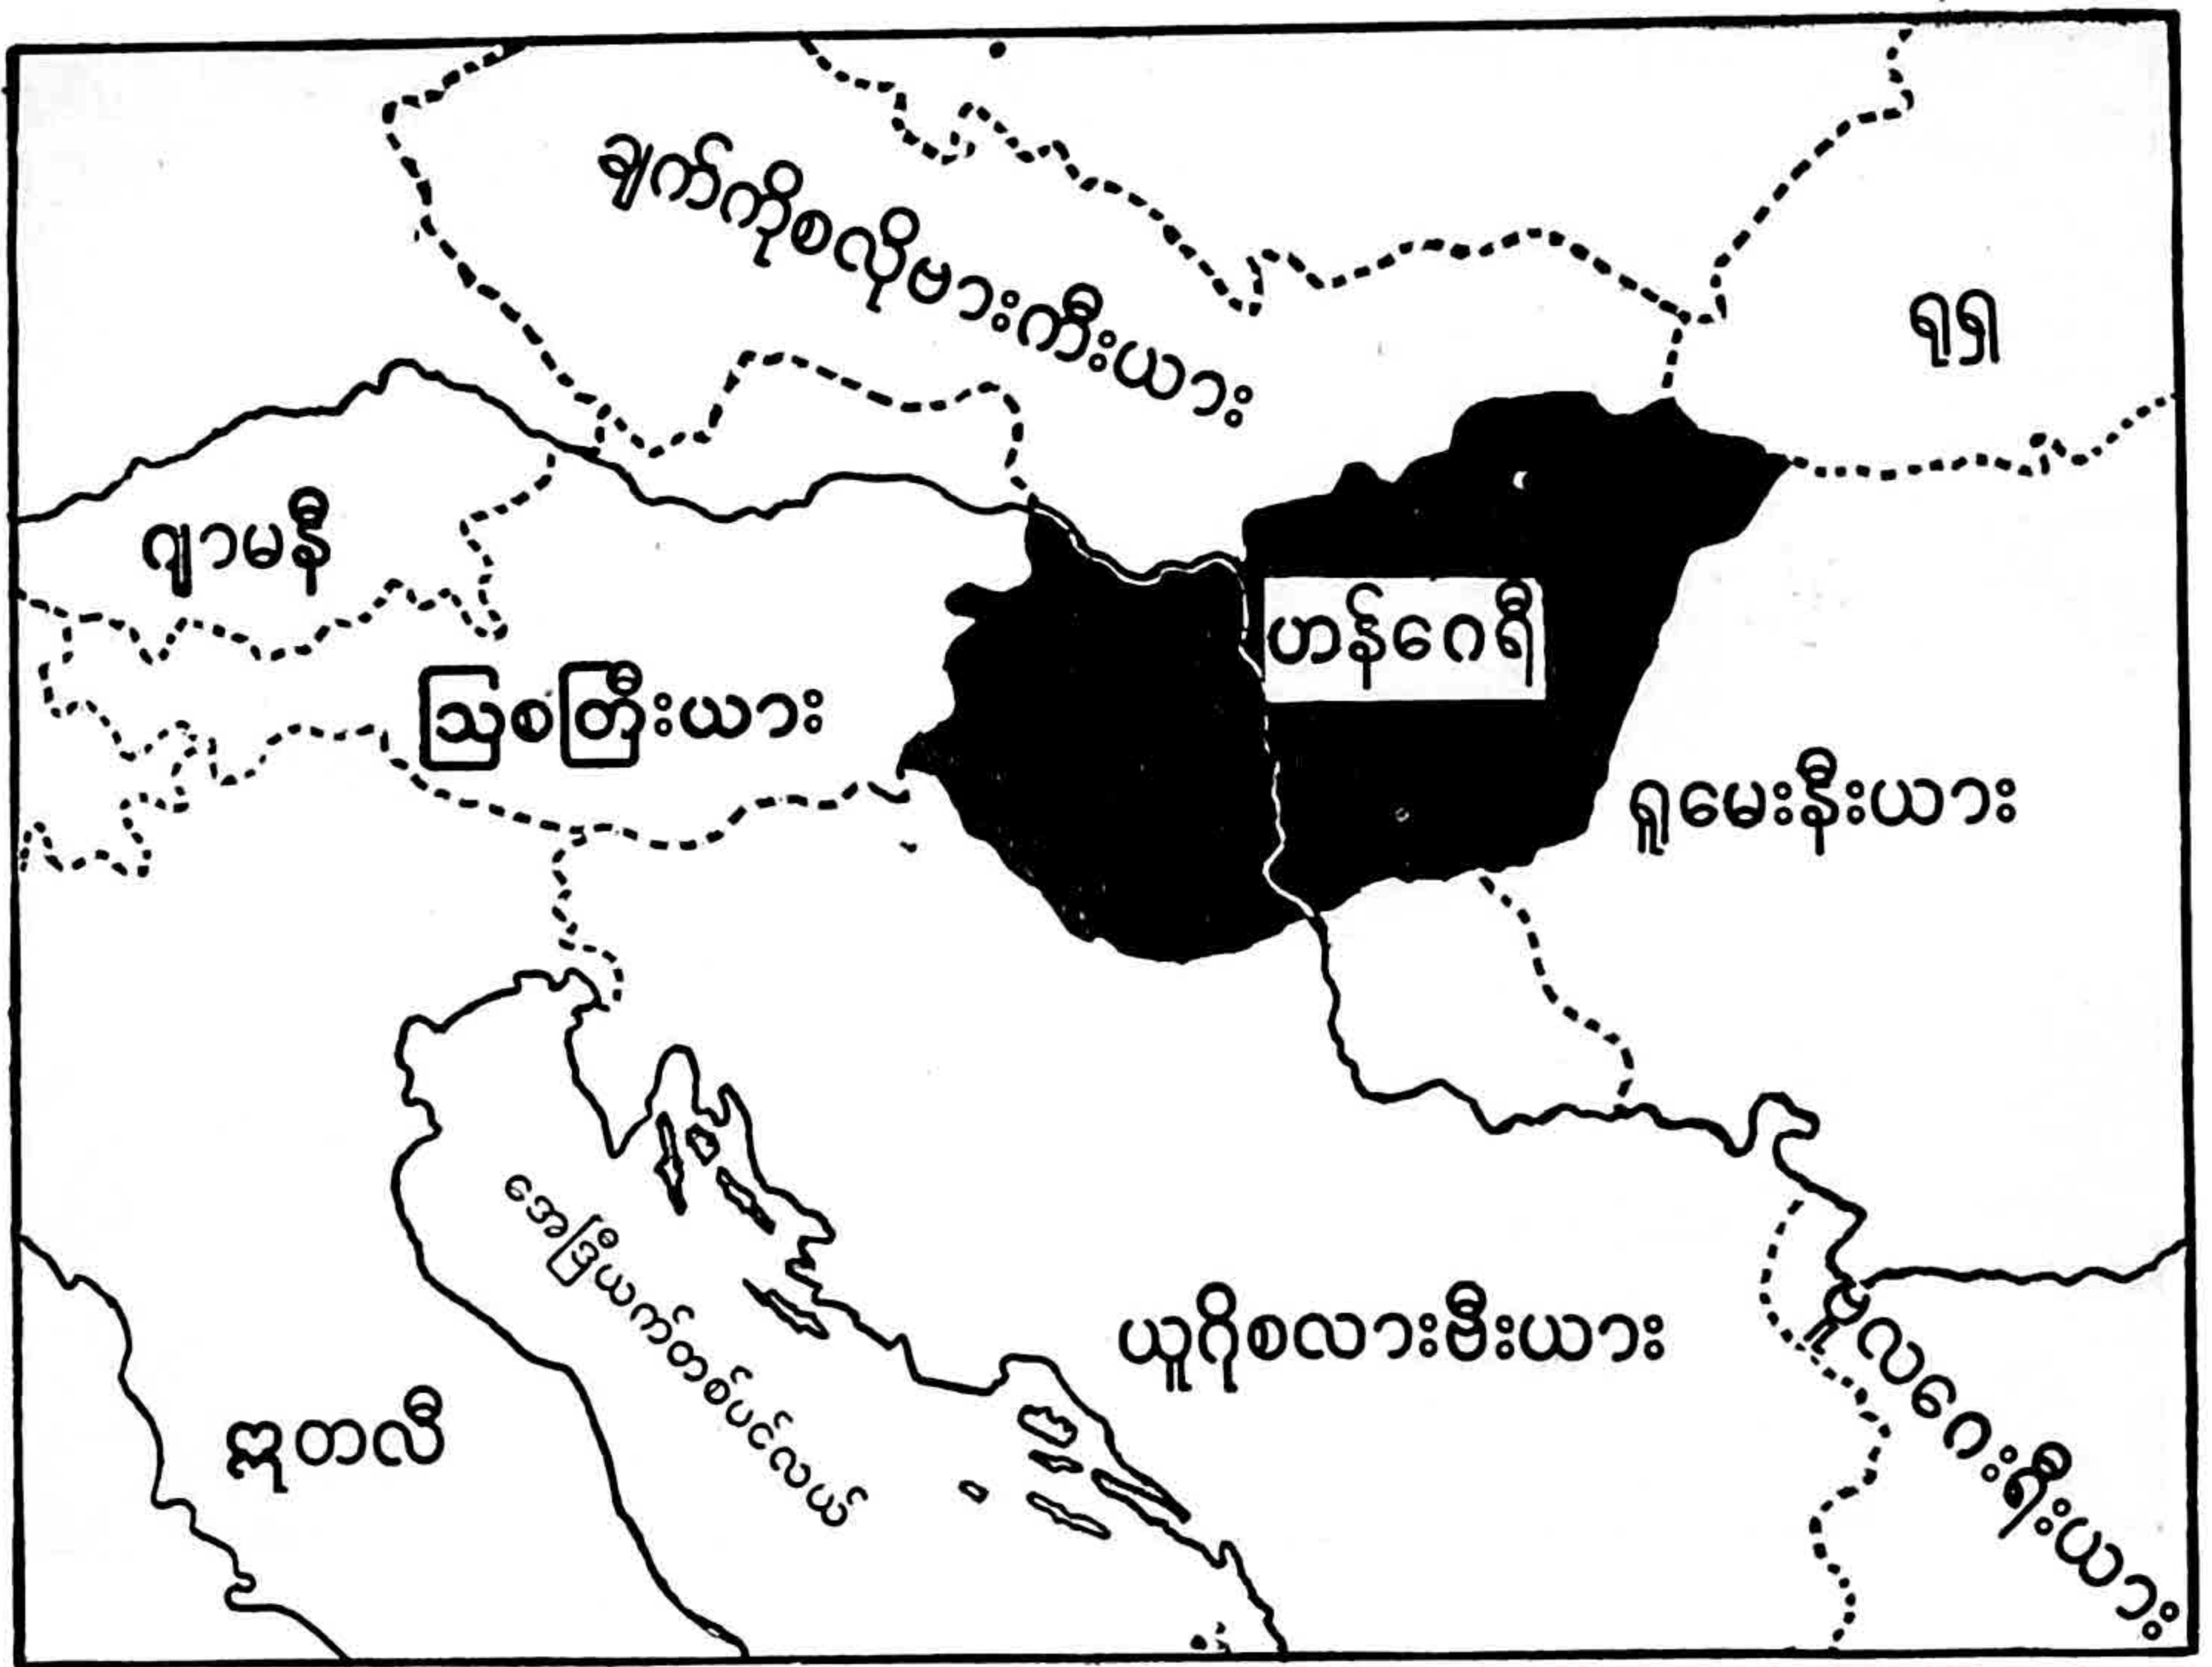 ချက်ကိုစလိုဗားကီးယား
ရုရှ
ဂျာမနီ
ဟန်ဂေရီ
ဩစတြီးယား
ရူမေးနီးယား
အေဒြီယက်တစ်ပင်လယ်
ယူဂိုစလားဗီးယား
ဗူလဂေးရီးယား
ဣတလီ